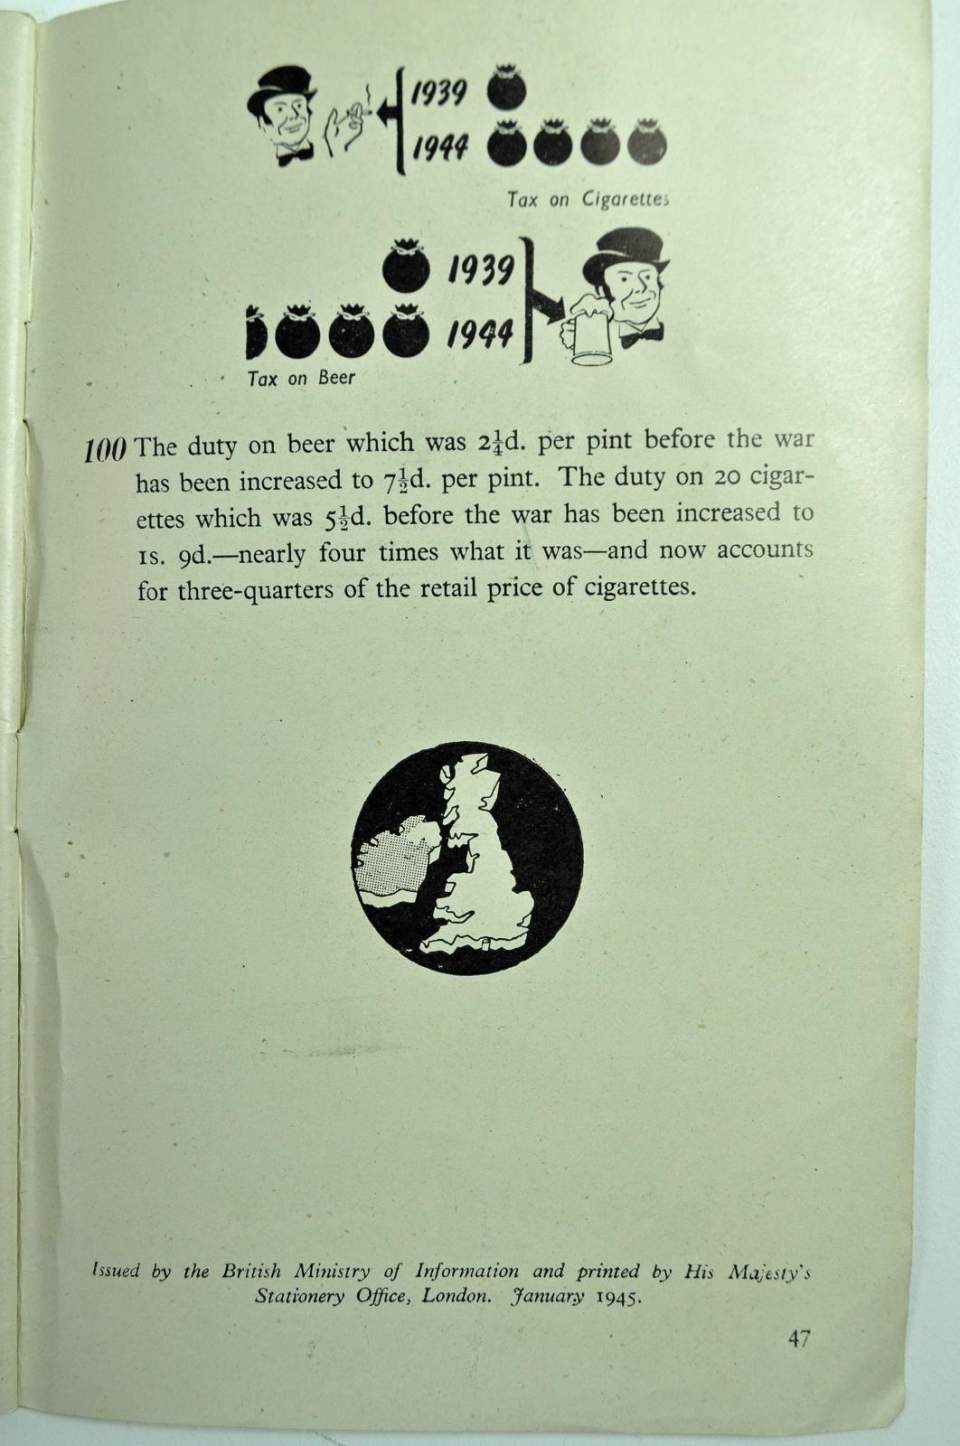 1939
1944
Tax on Cigarettes
1939
1944
Tax on Beer
100 The duty on beer which was 2¼d. per pint before the war
has been increased to 7½d. per pint. The duty on 20 cigar-
ettes which was 5½d. before the war has been increased to
1s. 9d.—nearly four times what it was—and now accounts
for three-quarters of the retail price of cigarettes.
Issued by the British Ministry of Information and printed by His Majesty's
Stationery Office, London. January 1945.
47